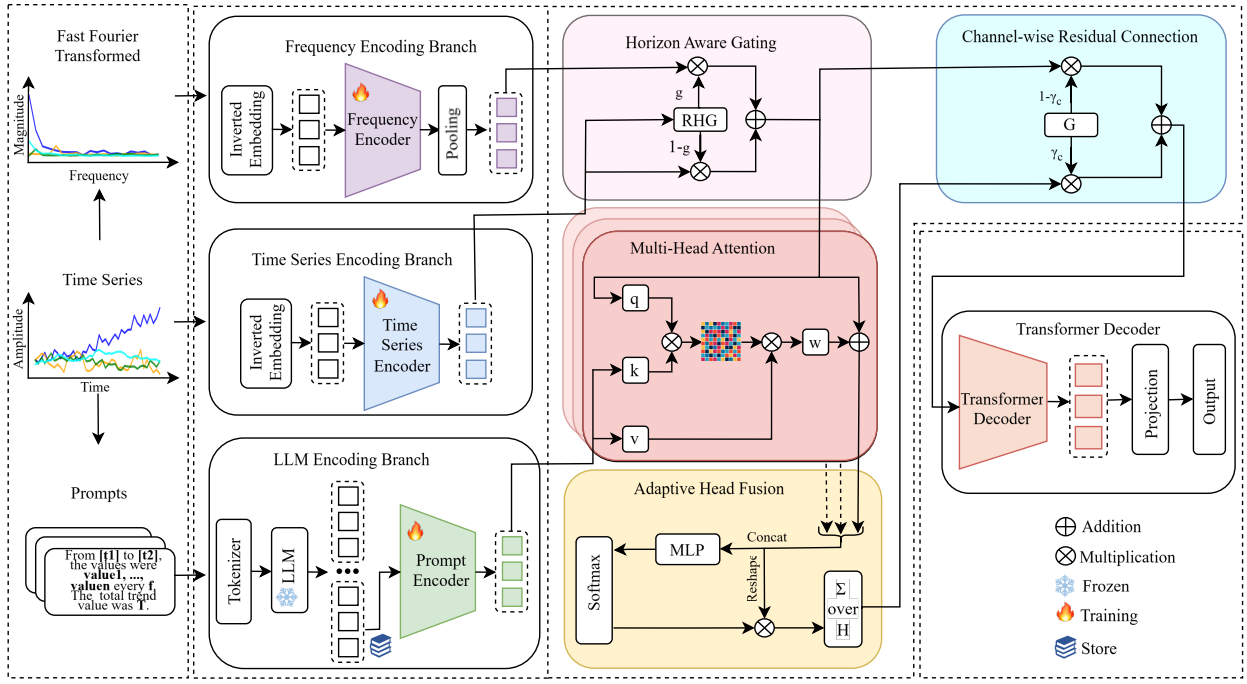 Fast Fourier
Transformed
Magnitude
Frequency
Time Series
Amplitude
Time
Prompts
From [t1] to [t2],
the values were
value1, ...,
valuen every f.
The total trend
value was T.
Frequency Encoding Branch
Inverted
Embedding
Frequency
Encoder
Pooling
Time Series Encoding Branch
Inverted
Embedding
Time
Series
Encoder
LLM Encoding Branch
Tokenizer
LLM
Prompt
Encoder
Horizon Aware Gating
g
RHG
1-g
Multi-Head Attention
q
k
v
w
Adaptive Head Fusion
Concat
MLP
Softmax
Reshape
Σ
over
H
Channel-wise Residual Connection
1-γc
G
γc
Transformer Decoder
Transformer
Decoder
Projection
Output
Addition
Multiplication
Frozen
Training
Store